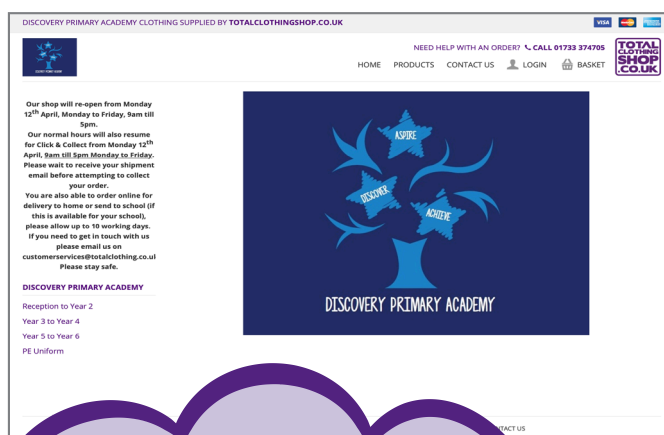 DISCOVERY PRIMARY ACADEMY CLOTHING SUPPLIED BY TOTALCLOTHINGSHOP.CO.UK
VISA
NEED HELP WITH AN ORDER? CALL 01733 374705
HOME PRODUCTS CONTACT US LOGIN BASKET
TOTAL
CLOTHING
SHOP
.CO.UK
Our shop will re-open from Monday
12th April, Monday to Friday, 9am till
5pm.
Our normal hours will also resume
for Click & Collect from Monday 12th
April, 9am till 5pm Monday to Friday.
Please wait to receive your shipment
email before attempting to collect
your order.
You are also able to order online for
delivery to home or send to school (if
this is available for your school),
please allow up to 10 working days.
If you need to get in touch with us
please email us on
customerservices@totalclothing.co.ul
Please stay safe.
DISCOVERY PRIMARY ACADEMY
Reception to Year 2
Year 3 to Year 4
Year 5 to Year 6
PE Uniform
ASPIRE
DISCOVER
ACHIEVE
DISCOVERY PRIMARY ACADEMY
NTACT US